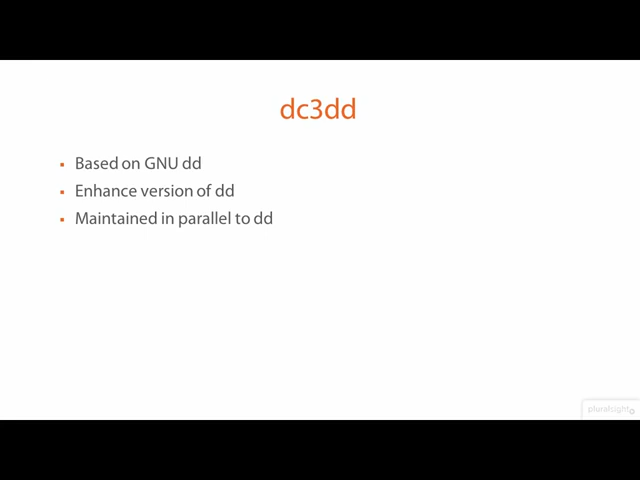 dc3dd
▪ Based on GNU dd
▪ Enhance version of dd
▪ Maintained in parallel to dd
pluralsight